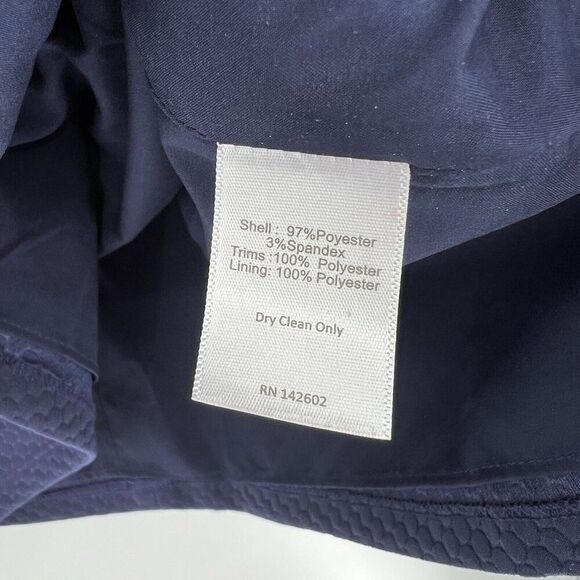 Shell : 97%Poyester
3%Spandex
Trims :100% Polyester
Lining: 100% Polyester
Dry Clean Only
RN 142602